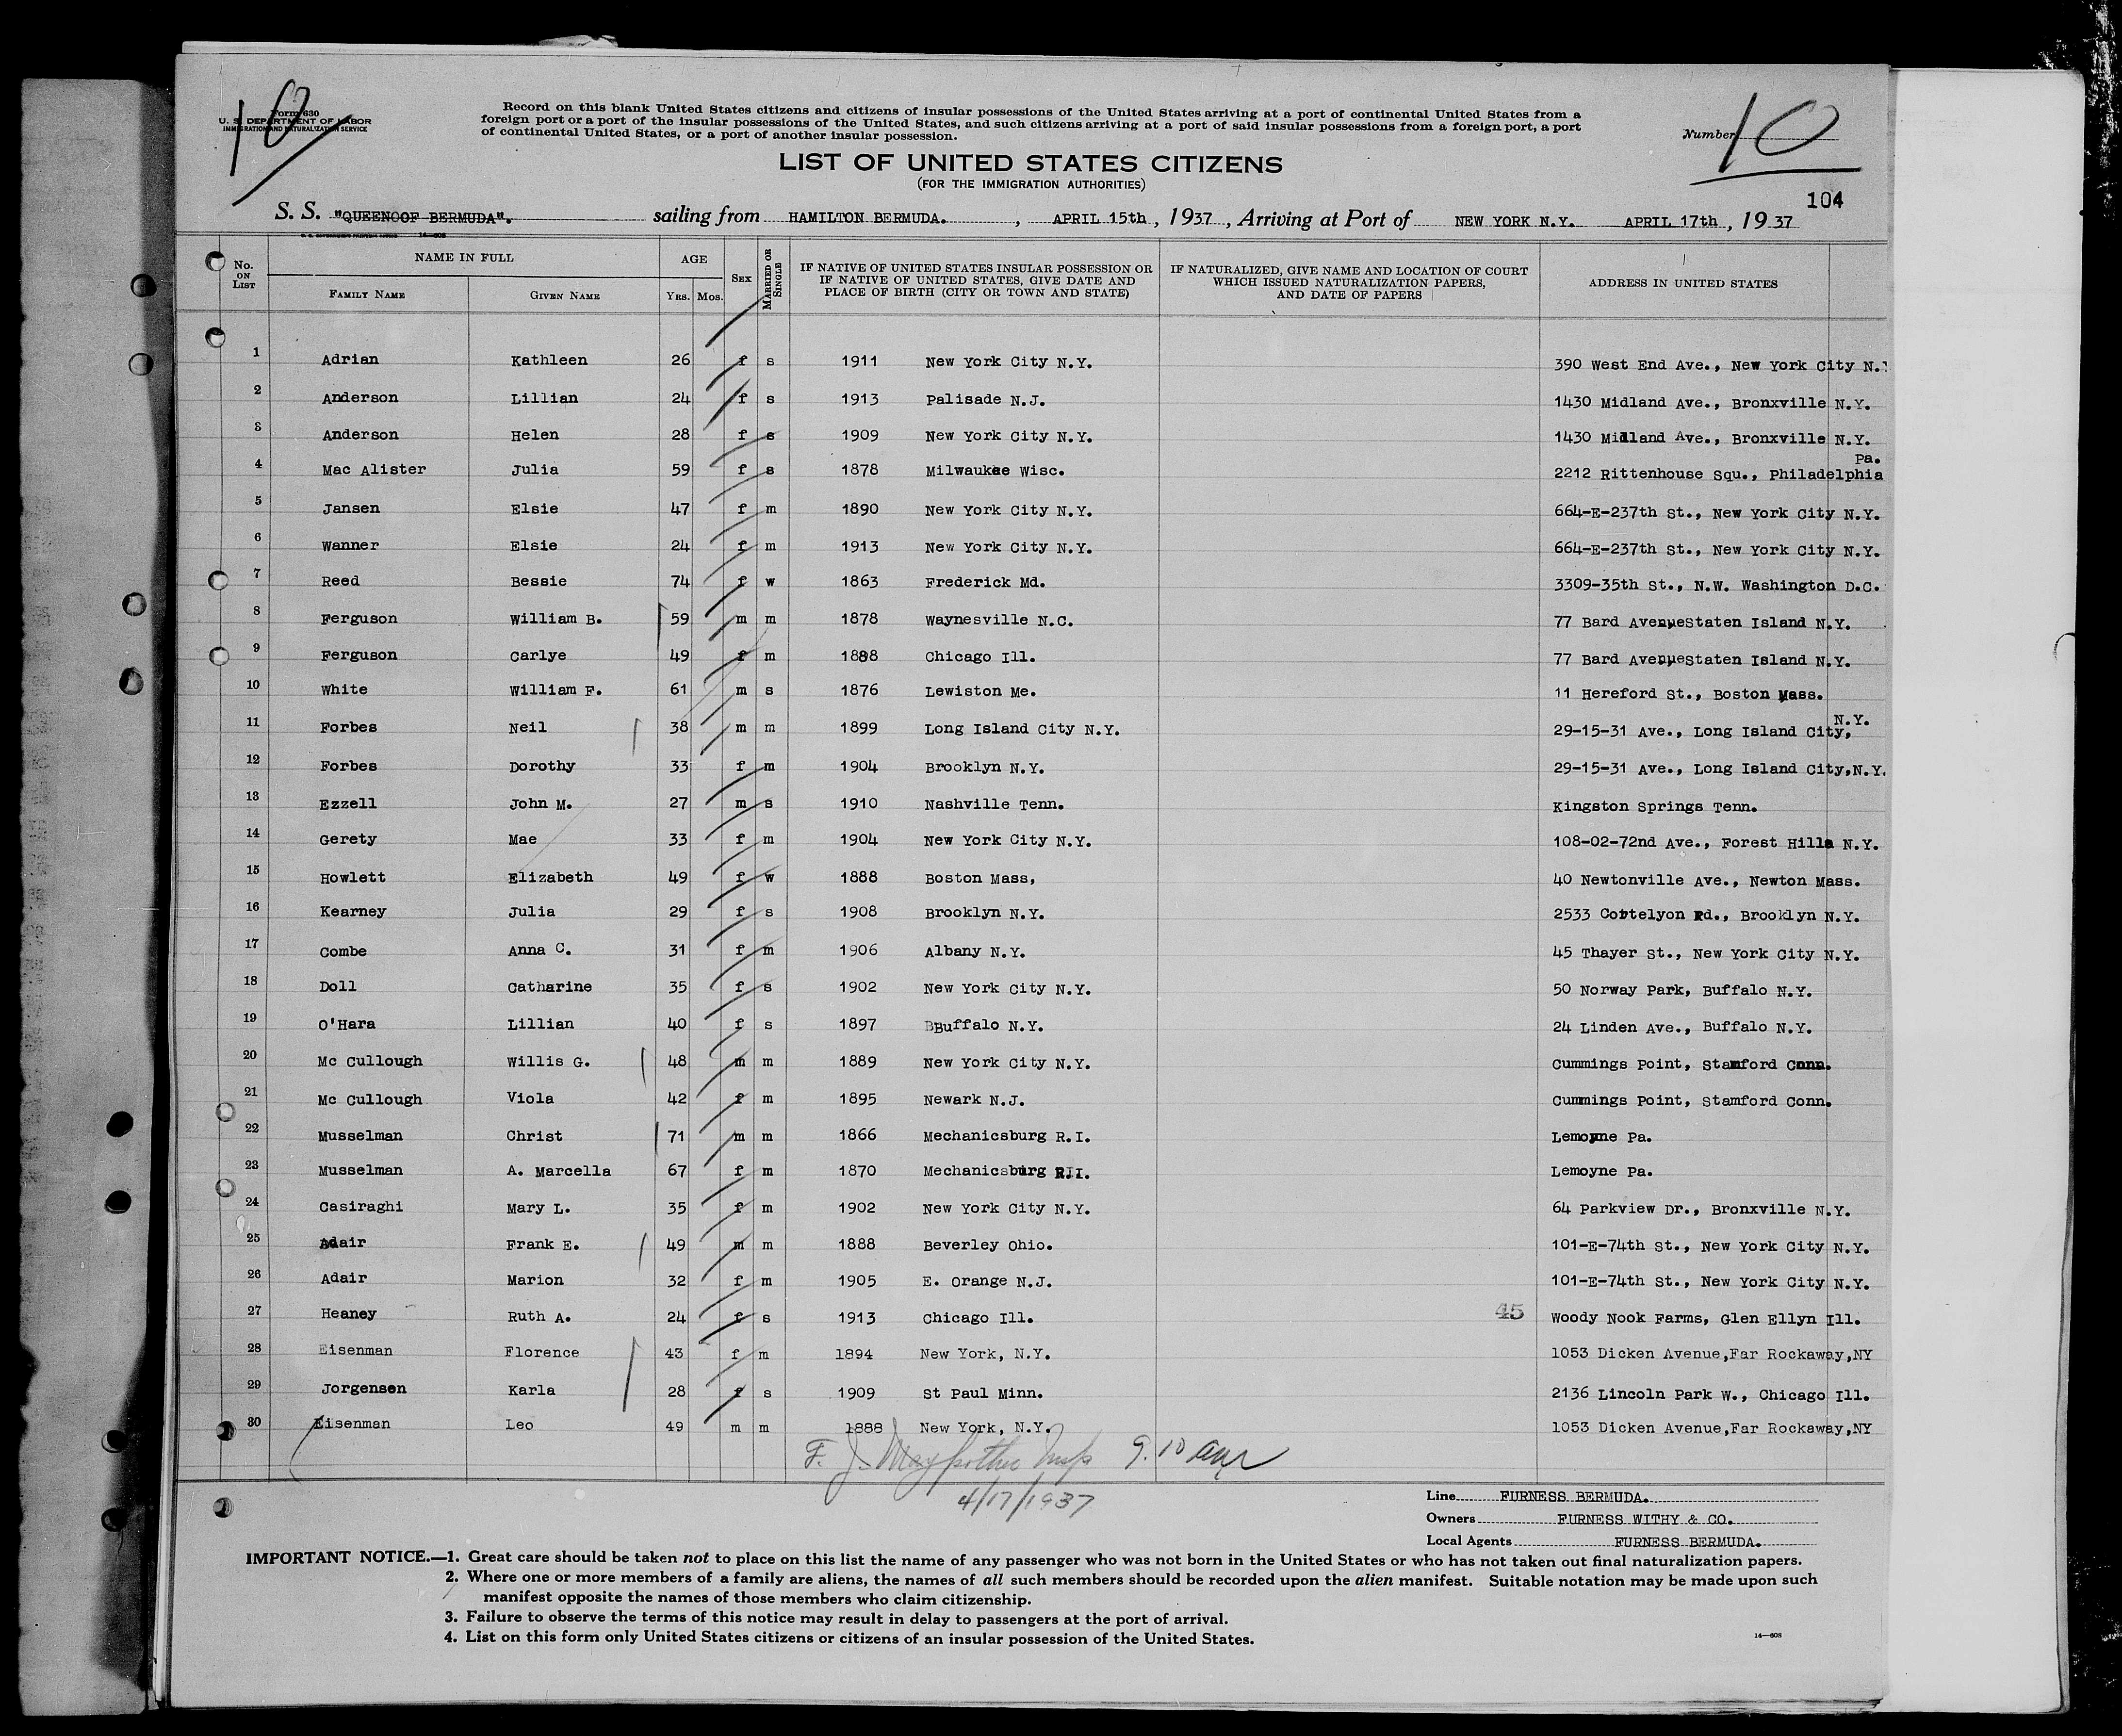 10
Form 630
U. S. DEPARTMENT OF LABOR
IMMIGRATION AND NATURALIZATION SERVICE
Record on this blank United States citizens and citizens of insular possessions of the United States arriving at a port of continental United States from a
foreign port or a port of the insular possessions of the United States, and such citizens arriving at a port of said insular possessions from a foreign port, a port
of continental United States, or a port of another insular possession.
Number 10
LIST OF UNITED STATES CITIZENS
(FOR THE IMMIGRATION AUTHORITIES)
104
S. S. "QUEENOOF BERMUDA". sailing from HAMILTON BERMUDA. , APRIL 15th , 1937 , Arriving at Port of NEW YORK N.Y. APRIL 17th , 1937
No. ON LIST NAME IN FULL FAMILY NAME GIVEN NAME AGE YRS. MOS. SEX MARRIED OR SINGLE IF NATIVE OF UNITED STATES INSULAR POSSESSION OR IF NATIVE OF UNITED STATES, GIVE DATE AND PLACE OF BIRTH (CITY OR TOWN AND STATE) IF NATURALIZED, GIVE NAME AND LOCATION OF COURT WHICH ISSUED NATURALIZATION PAPERS, AND DATE OF PAPERS ADDRESS IN UNITED STATES
1 Adrian Kathleen 26 f s 1911 New York City N.Y. 390 West End Ave., New York City N.Y
2 Anderson Lillian 24 f s 1913 Palisade N.J. 1430 Midland Ave., Bronxville N.Y.
3 Anderson Helen 28 f s 1909 New York City N.Y. 1430 Midland Ave., Bronxville N.Y.
4 Mac Alister Julia 59 f s 1878 Milwaukee Wisc. 2212 Rittenhouse Squ., Philadelphia Pa.
5 Jansen Elsie 47 f m 1890 New York City N.Y. 664-E-237th St., New York City N.Y.
6 Wanner Elsie 24 f m 1913 New York City N.Y. 664-E-237th St., New York City N.Y.
7 Reed Bessie 74 f w 1863 Frederick Md. 3309-35th St., N.W. Washington D.C.
8 Ferguson William B. 59 m m 1878 Waynesville N.C. 77 Bard Avenue,Staten Island N.Y.
9 Ferguson Carlye 49 f m 1888 Chicago Ill. 77 Bard Avenue,Staten Island N.Y.
10 White William F. 61 m s 1876 Lewiston Me. 11 Hereford St., Boston Mass.
11 Forbes Neil 38 m m 1899 Long Island City N.Y. 29-15-31 Ave., Long Island City, N.Y.
12 Forbes Dorothy 33 f m 1904 Brooklyn N.Y. 29-15-31 Ave., Long Island City,N.Y.
13 Ezzell John M. 27 m s 1910 Nashville Tenn. Kingston Springs Tenn.
14 Gerety Mae 33 f m 1904 New York City N.Y. 108-02-72nd Ave., Forest Hills N.Y.
15 Howlett Elizabeth 49 f w 1888 Boston Mass, 40 Newtonville Ave., Newton Mass.
16 Kearney Julia 29 f s 1908 Brooklyn N.Y. 2533 Cortelyon Rd., Brooklyn N.Y.
17 Combe Anna C. 31 f m 1906 Albany N.Y. 45 Thayer St., New York City N.Y.
18 Doll Catharine 35 f s 1902 New York City N.Y. 50 Norway Park, Buffalo N.Y.
19 O'Hara Lillian 40 f s 1897 BBuffalo N.Y. 24 Linden Ave., Buffalo N.Y.
20 Mc Cullough Willis G. 48 m m 1889 New York City N.Y. Cummings Point, Stamford Conn.
21 Mc Cullough Viola 42 f m 1895 Newark N.J. Cummings Point, Stamford Conn.
22 Musselman Christ 71 m m 1866 Mechanicsburg R.I. Lemoyne Pa.
23 Musselman A. Marcella 67 f m 1870 Mechanicsburg R.I. Lemoyne Pa.
24 Casiraghi Mary L. 35 f m 1902 New York City N.Y. 64 Parkview Dr., Bronxville N.Y.
25 Adair Frank E. 49 m m 1888 Beverley Ohio. 101-E-74th St., New York City N.Y.
26 Adair Marion 32 f m 1905 E. Orange N.J. 101-E-74th St., New York City N.Y.
27 Heaney Ruth A. 24 f s 1913 Chicago Ill. 45 Woody Nook Farms, Glen Ellyn Ill.
28 Eisenman Florence 43 f m 1894 New York, N.Y. 1053 Dicken Avenue,Far Rockaway,NY
29 Jorgensen Karla 28 f s 1909 St Paul Minn. 2136 Lincoln Park W., Chicago Ill.
30 Eisenman Leo 49 m m 1888 New York, N.Y. 1053 Dicken Avenue,Far Rockaway,NY
F. J. 9.10
4/17/1937
Line FURNESS BERMUDA.
Owners FURNESS WITHY & CO.
Local Agents FURNESS BERMUDA.
IMPORTANT NOTICE.—1. Great care should be taken not to place on this list the name of any passenger who was not born in the United States or who has not taken out final naturalization papers.
2. Where one or more members of a family are aliens, the names of all such members should be recorded upon the alien manifest. Suitable notation may be made upon such
manifest opposite the names of those members who claim citizenship.
3. Failure to observe the terms of this notice may result in delay to passengers at the port of arrival.
4. List on this form only United States citizens or citizens of an insular possession of the United States.
14—608